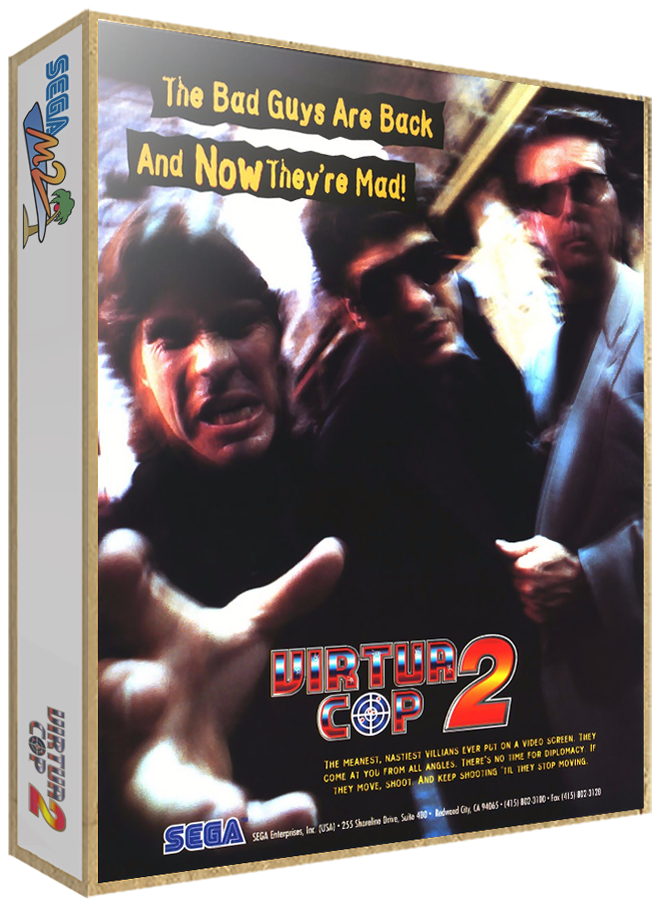 The Bad Guys Are Back
And Now They're Mad!
VIRTUA
COP 2
The meanest, nastiest villians ever put on a video screen. They
come at you from all angles. There's no time for diplomacy. If
they move, shoot. And keep shooting 'til they stop moving.
SEGA SEGA Enterprises, Inc. (USA) • 255 Shoreline Drive, Suite 400 • Redwood City, CA 94065 • (415) 802-3100 • Fax (415) 802-3120
SEGA
M2
VIRTUA
COP 2